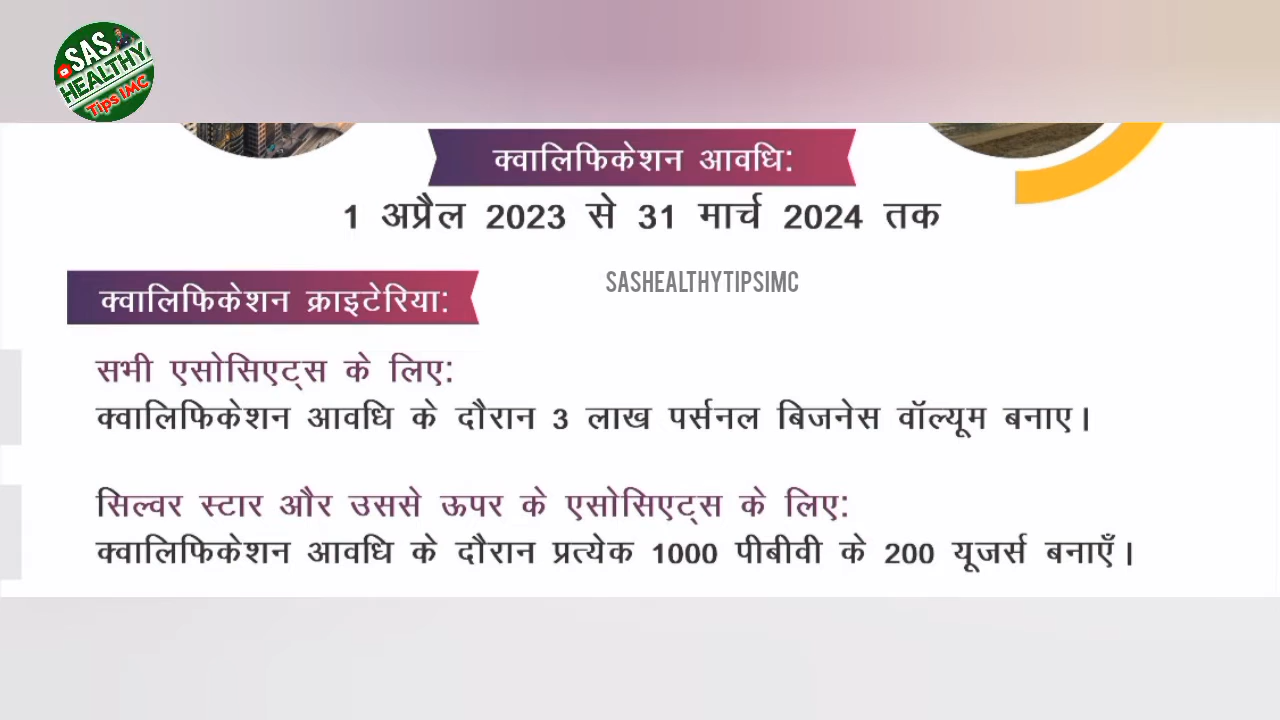 SAS
HEALTHY
Tips IMC
क्वालिफिकेशन आवधि:
1 अप्रैल 2023 से 31 मार्च 2024 तक
SASHEALTHYTIPSIMC
क्वालिफिकेशन क्राइटेरिया:
सभी एसोसिएट्स के लिए:
क्वालिफिकेशन आवधि के दौरान 3 लाख पर्सनल बिजनेस वॉल्यूम बनाए।
सिल्वर स्टार और उससे ऊपर के एसोसिएट्स के लिए:
क्वालिफिकेशन आवधि के दौरान प्रत्येक 1000 पीबीवी के 200 यूजर्स बनाएँ।